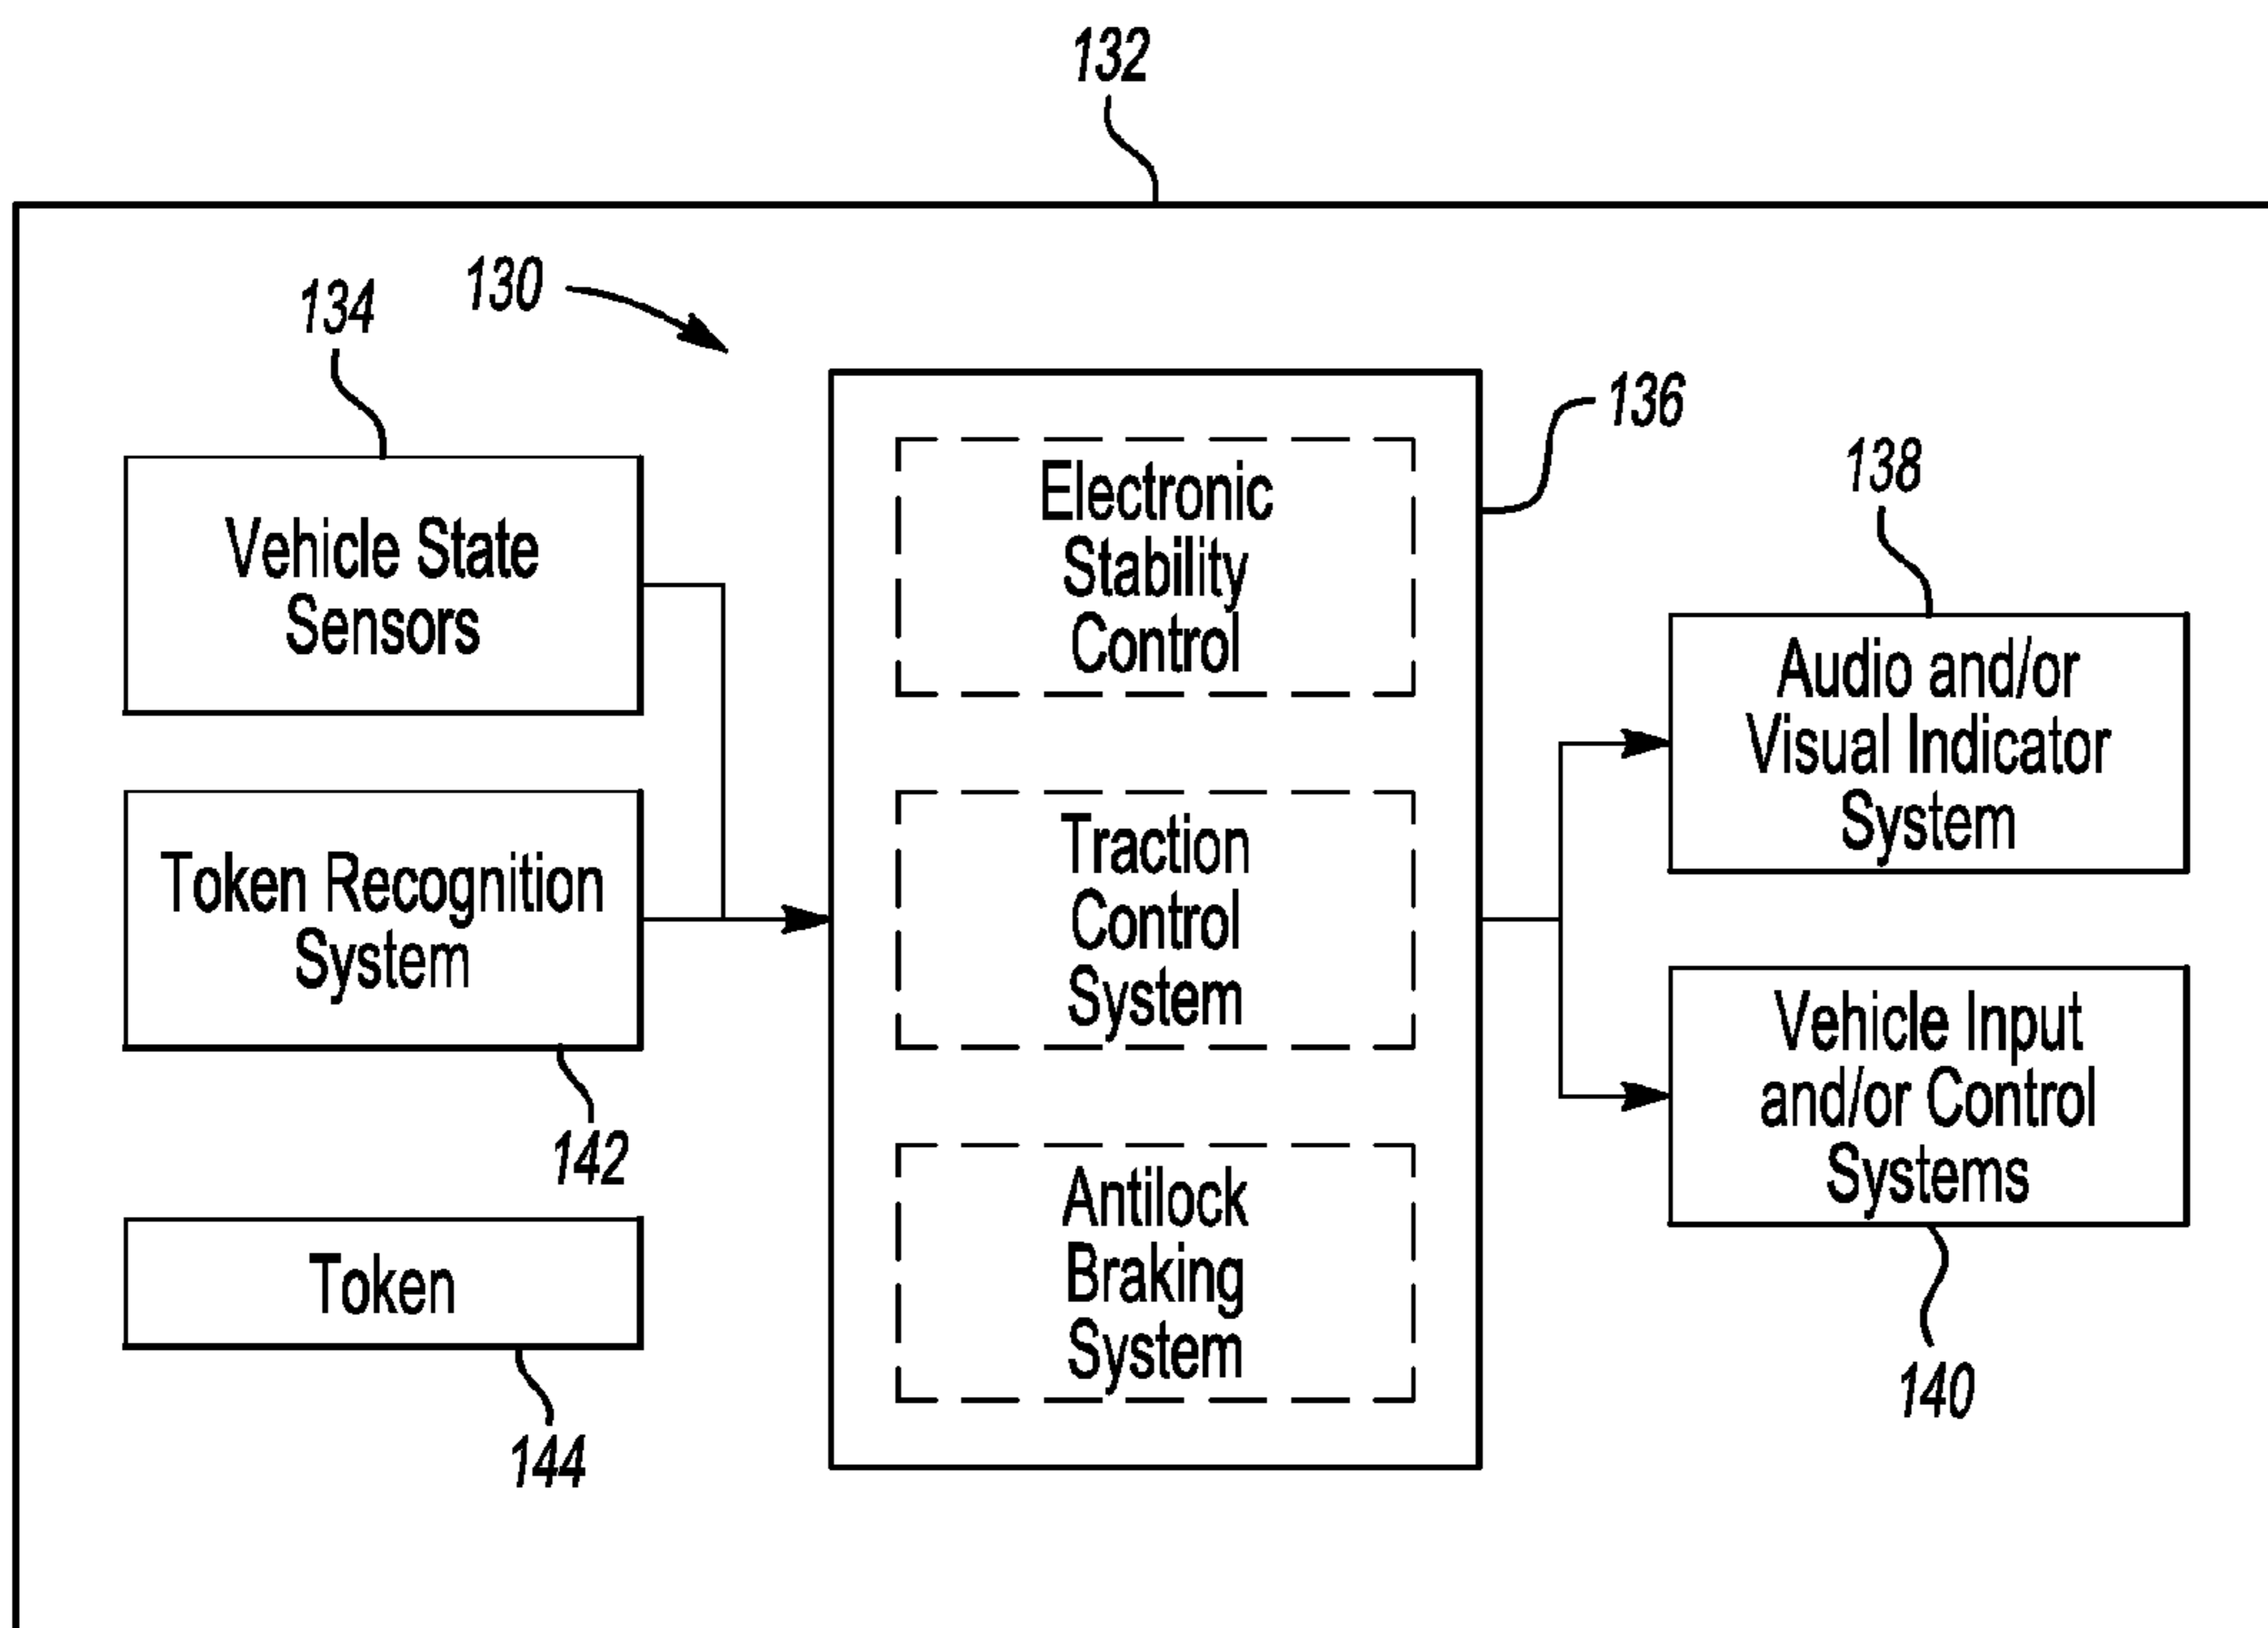 132
130
134
Vehicle State
Sensors
Token Recognition
System
142
Token
144
136
Electronic
Stability
Control
Traction
Control
System
Antilock
Braking
System
138
Audio and/or
Visual Indicator
System
Vehicle Input
and/or Control
Systems
140